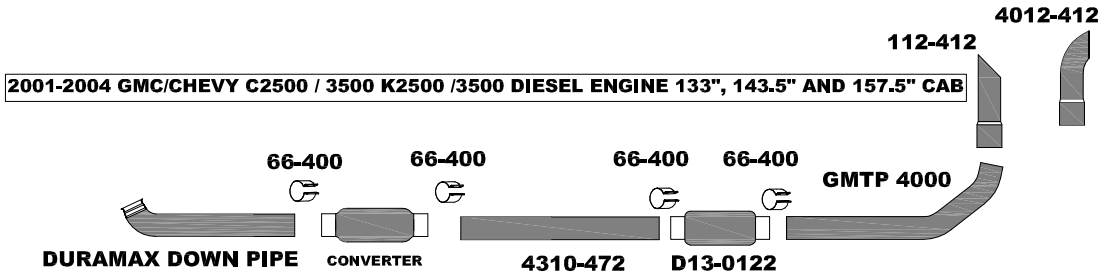 4012-412
112-412
2001-2004 GMC/CHEVY C2500 / 3500 K2500 /3500 DIESEL ENGINE 133", 143.5" AND 157.5" CAB
66-400 66-400 66-400 66-400
GMTP 4000
DURAMAX DOWN PIPE CONVERTER 4310-472 D13-0122